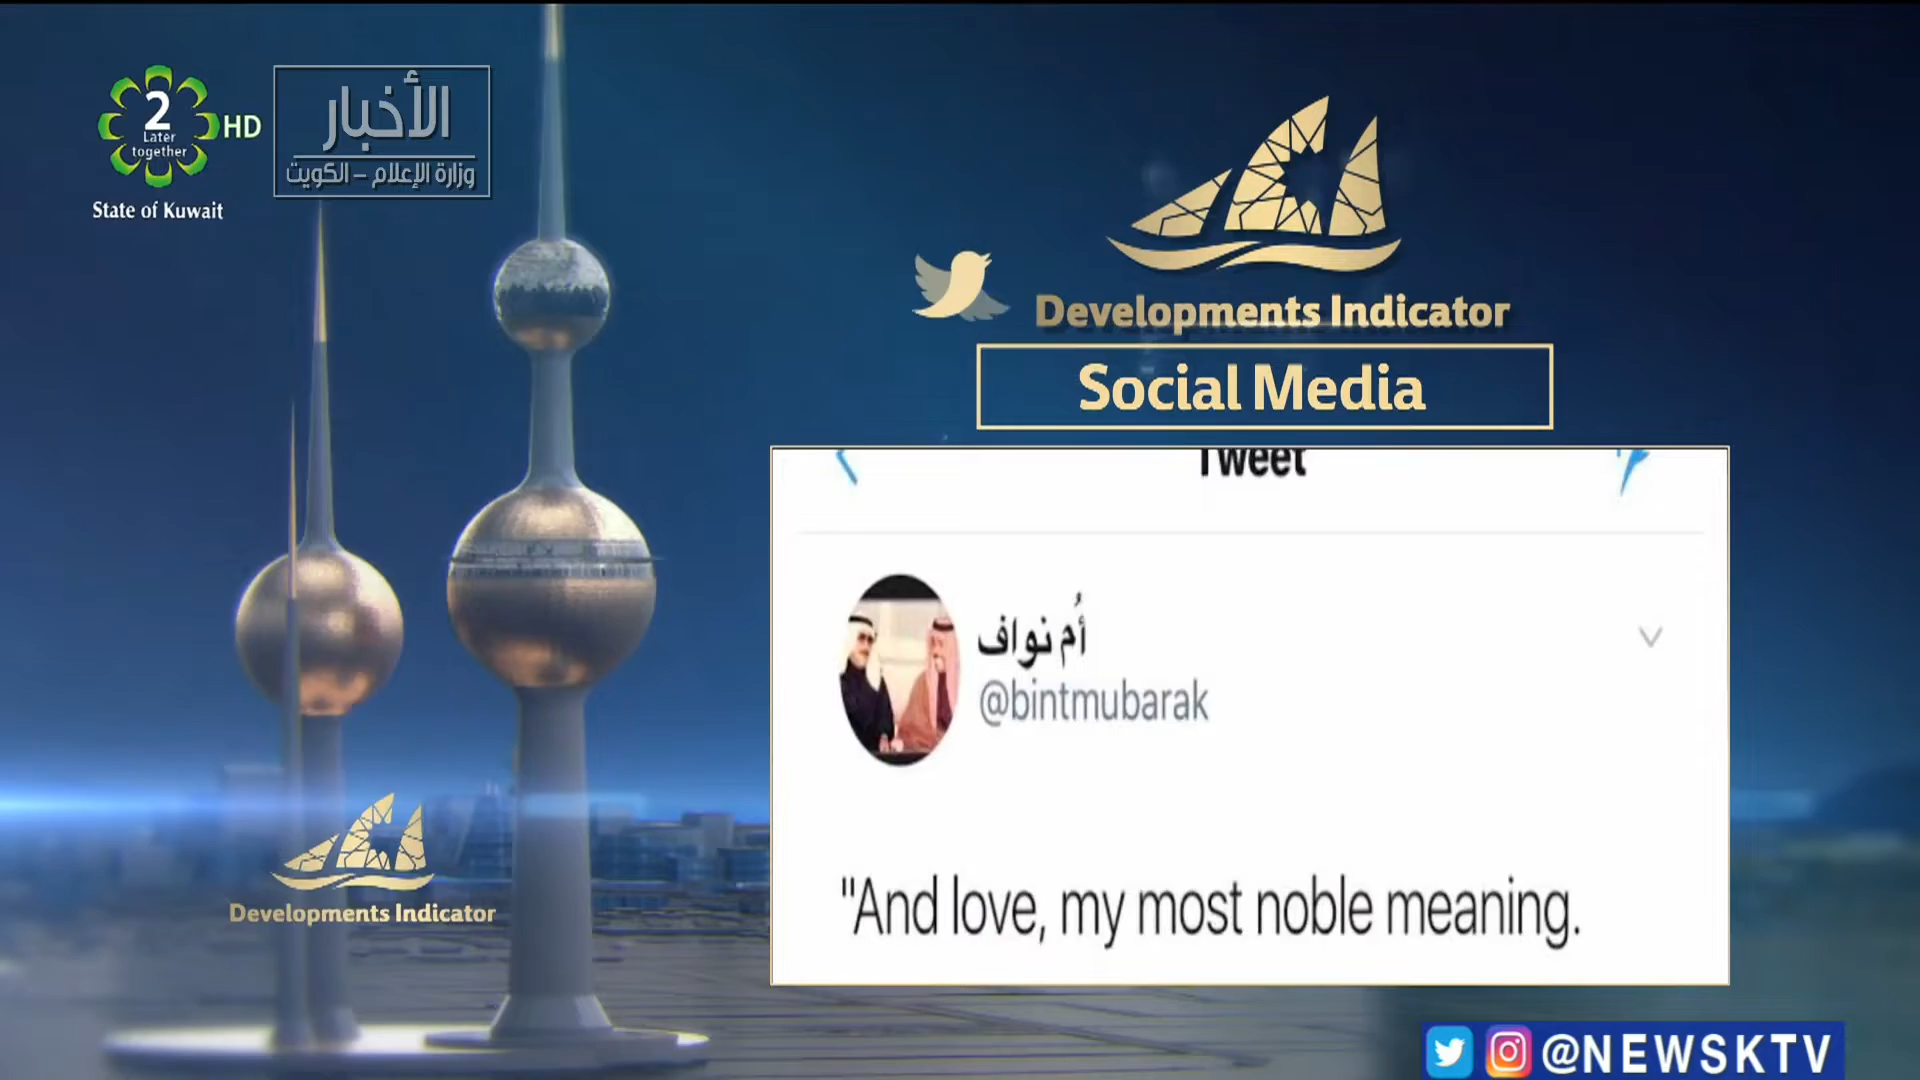 2
Later
together
HD
State of Kuwait
الأخبار
وزارة الإعلام – الكويت
Developments Indicator
Social Media
Tweet
أُم نواف
@bintmubarak
"And love, my most noble meaning.
Developments Indicator
@NEWSKTV